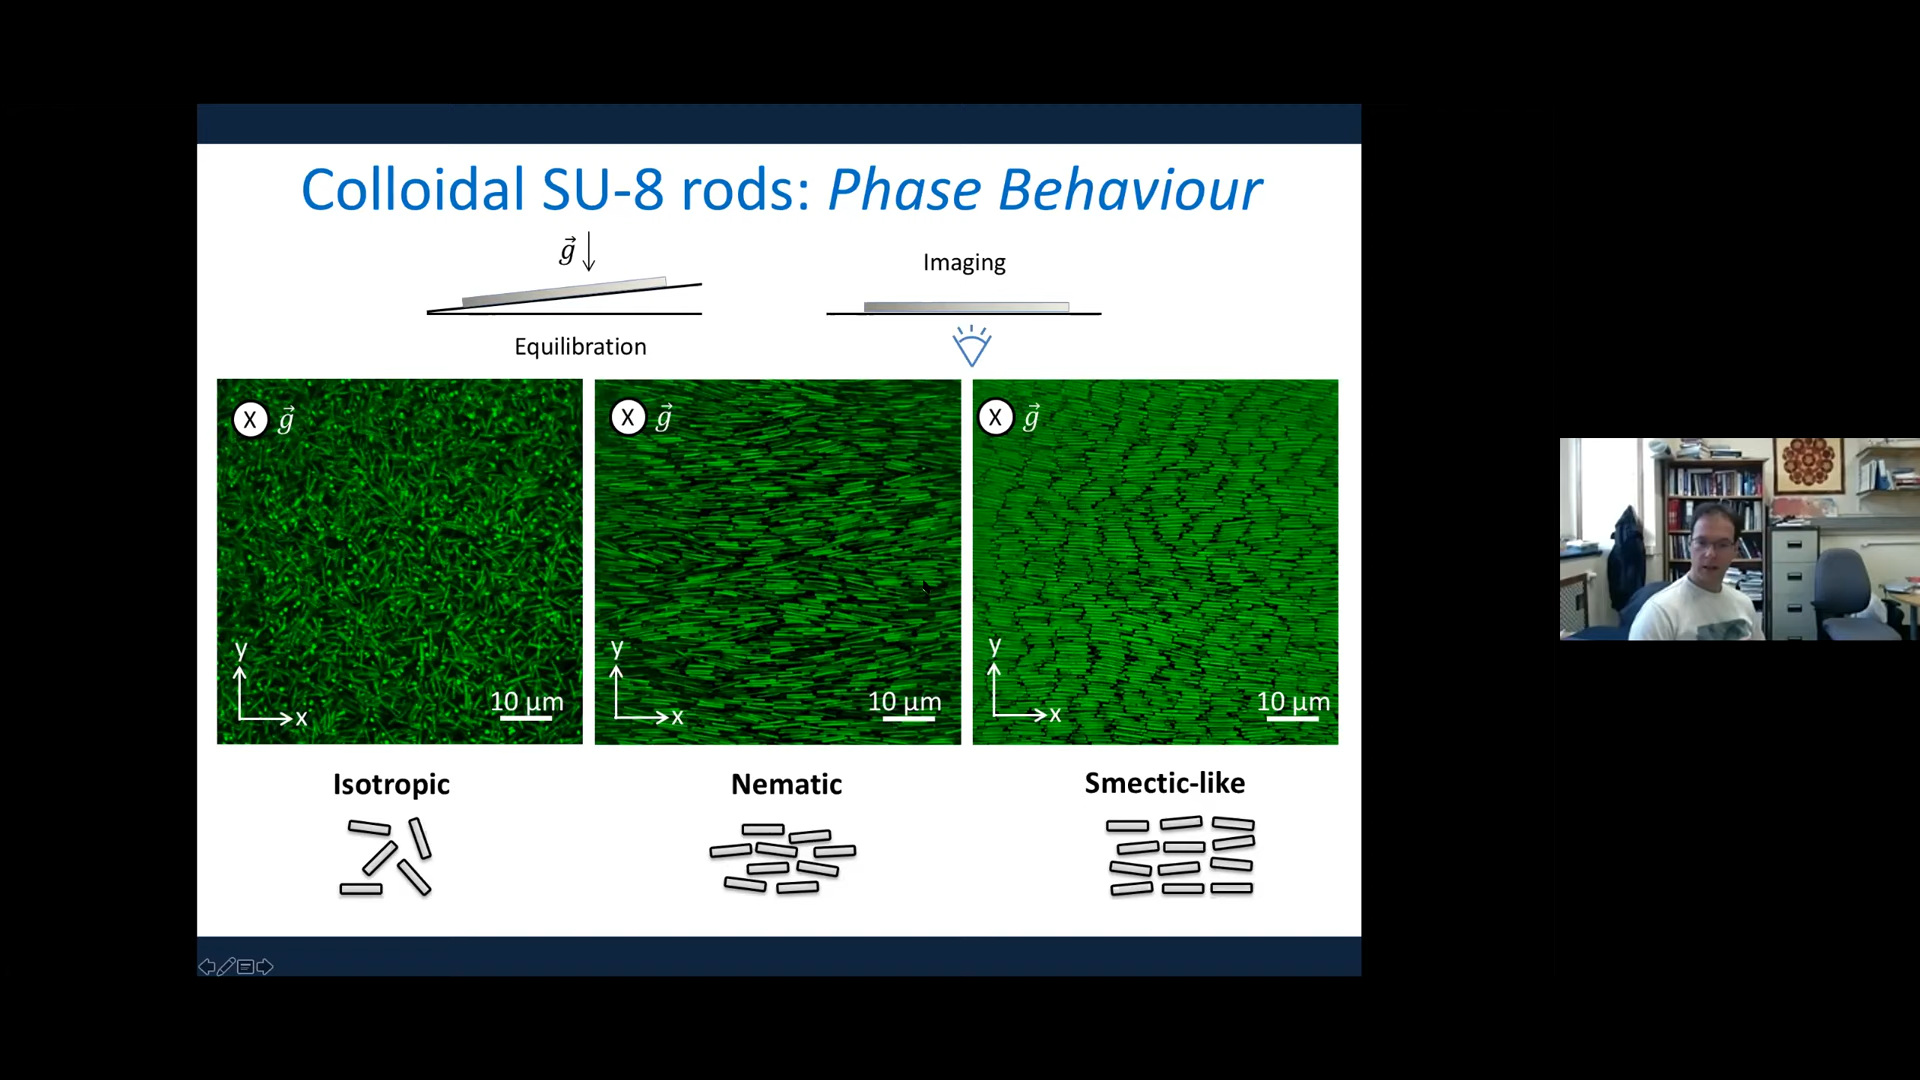 Colloidal SU-8 rods: Phase Behaviour
g⃗
Imaging
Equilibration
X g⃗
X g⃗
X g⃗
y
x
10 µm
y
x
10 µm
y
x
10 µm
Isotropic
Nematic
Smectic-like